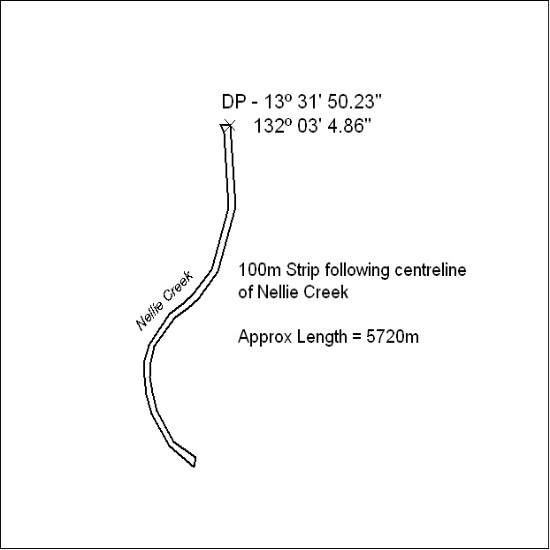 DP - 13º 31' 50.23"
132º 03' 4.86"
100m Strip following centreline
of Nellie Creek
Nellie Creek
Approx Length = 5720m